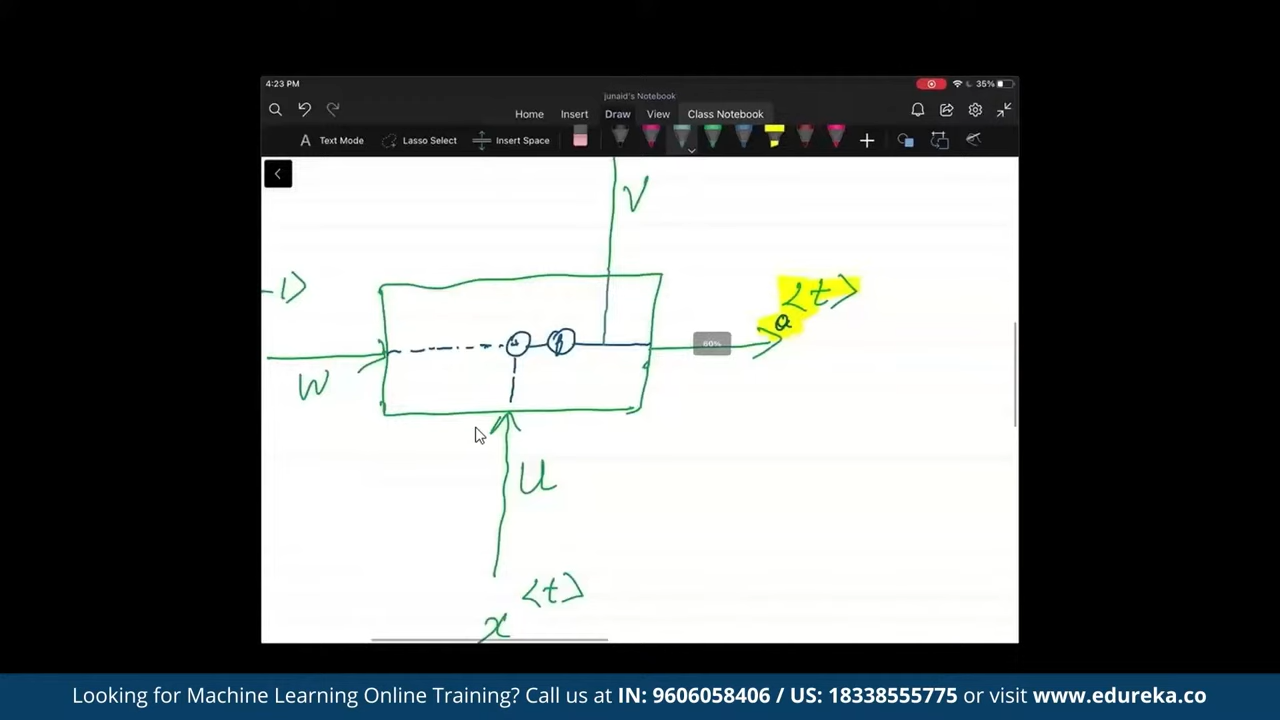 4:23 PM
35%
junaid's Notebook
Home Insert Draw View Class Notebook
A Text Mode Lasso Select Insert Space
V
-1>
<t>
a
60%
W
U
<t>
x
Looking for Machine Learning Online Training? Call us at IN: 9606058406 / US: 18338555775 or visit www.edureka.co